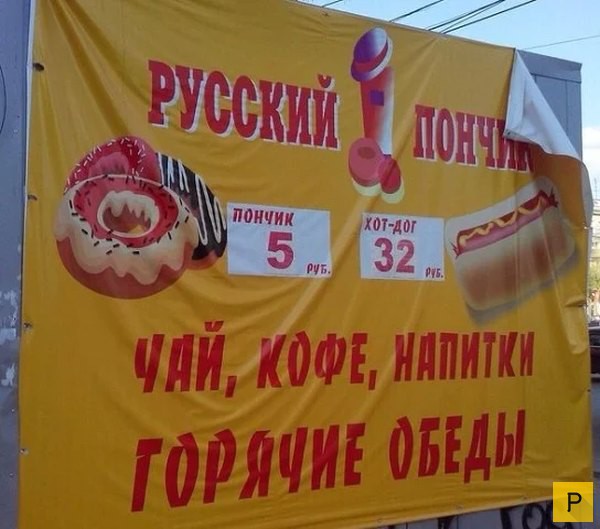 РУССКИЙ ПОНЧИК
ПОНЧИК
5
РУБ.
ХОТ-ДОГ
32
РУБ.
ЧАЙ, КОФЕ, НАПИТКИ
ГОРЯЧИЕ ОБЕДЫ
P